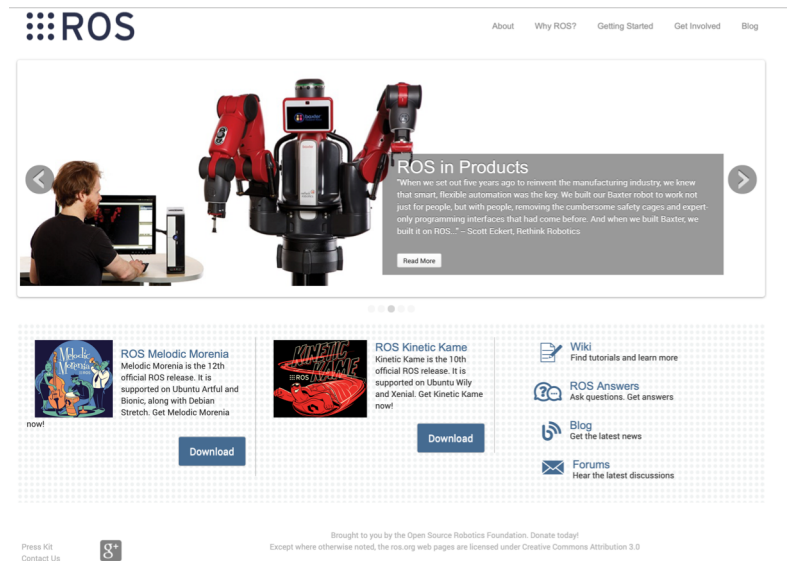 ROS
About Why ROS? Getting Started Get Involved Blog
baxter
ROS in Products
"When we set out five years ago to reinvent the manufacturing industry, we knew
that smart, flexible automation was the key. We built our Baxter robot to work not
just for people, but with people, removing the cumbersome safety cages and expert-
only programming interfaces that had come before. And when we built Baxter, we
built it on ROS..." – Scott Eckert, Rethink Robotics.
Read More
Melodic
Morenia
ROS Melodic Morenia
Melodic Morenia is the 12th
official ROS release. It is
supported on Ubuntu Artful and
Bionic, along with Debian
Stretch. Get Melodic Morenia
now!
Download
KINETIC
KAME
ROS
ROS Kinetic Kame
Kinetic Kame is the 10th
official ROS release. It is
supported on Ubuntu Wily
and Xenial. Get Kinetic Kame
now!
Download
Wiki
Find tutorials and learn more
ROS Answers
Ask questions. Get answers
Blog
Get the latest news
Forums
Hear the latest discussions
Press Kit
Contact Us
g+
Brought to you by the Open Source Robotics Foundation. Donate today!
Except where otherwise noted, the ros.org web pages are licensed under Creative Commons Attribution 3.0